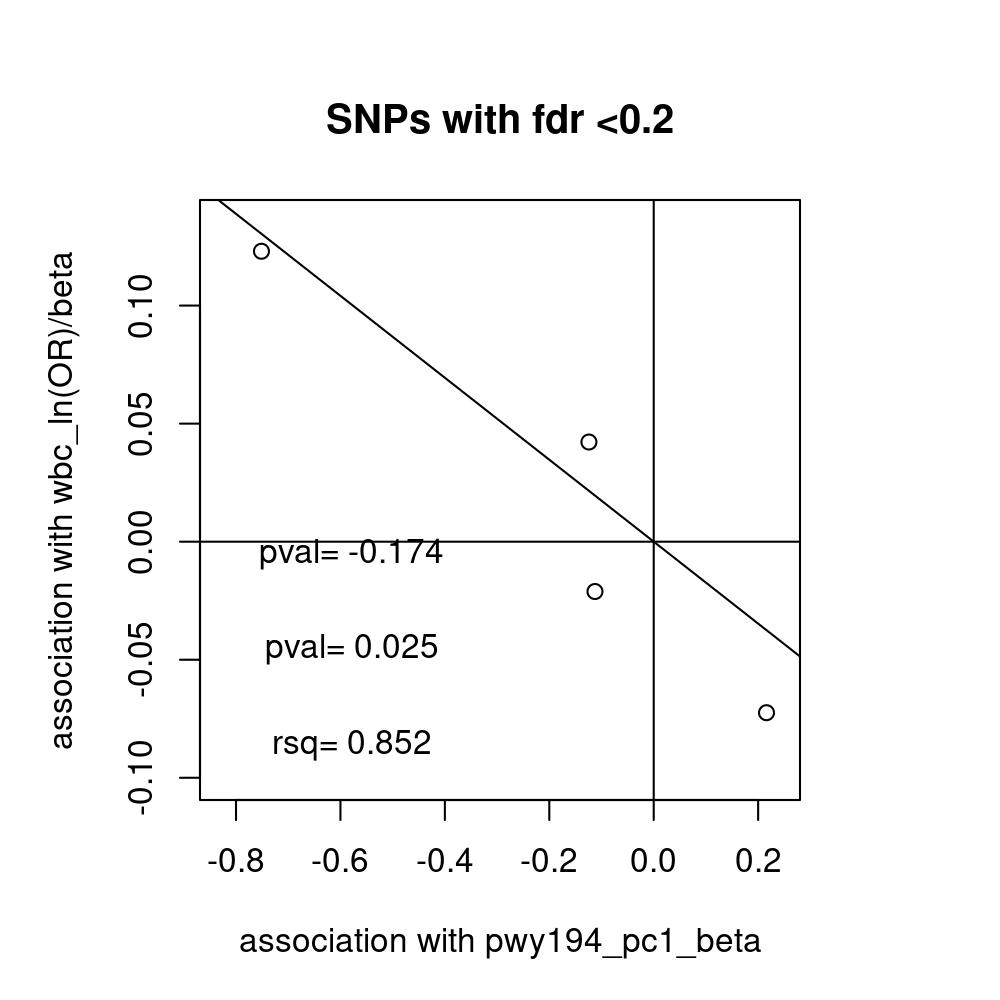 SNPs with fdr <0.2
association with wbc_ln(OR)/beta
0.10
0.05
0.00
-0.05
-0.10
pval= -0.174
pval= 0.025
rsq= 0.852
-0.8 -0.6 -0.4 -0.2 0.0 0.2
association with pwy194_pc1_beta